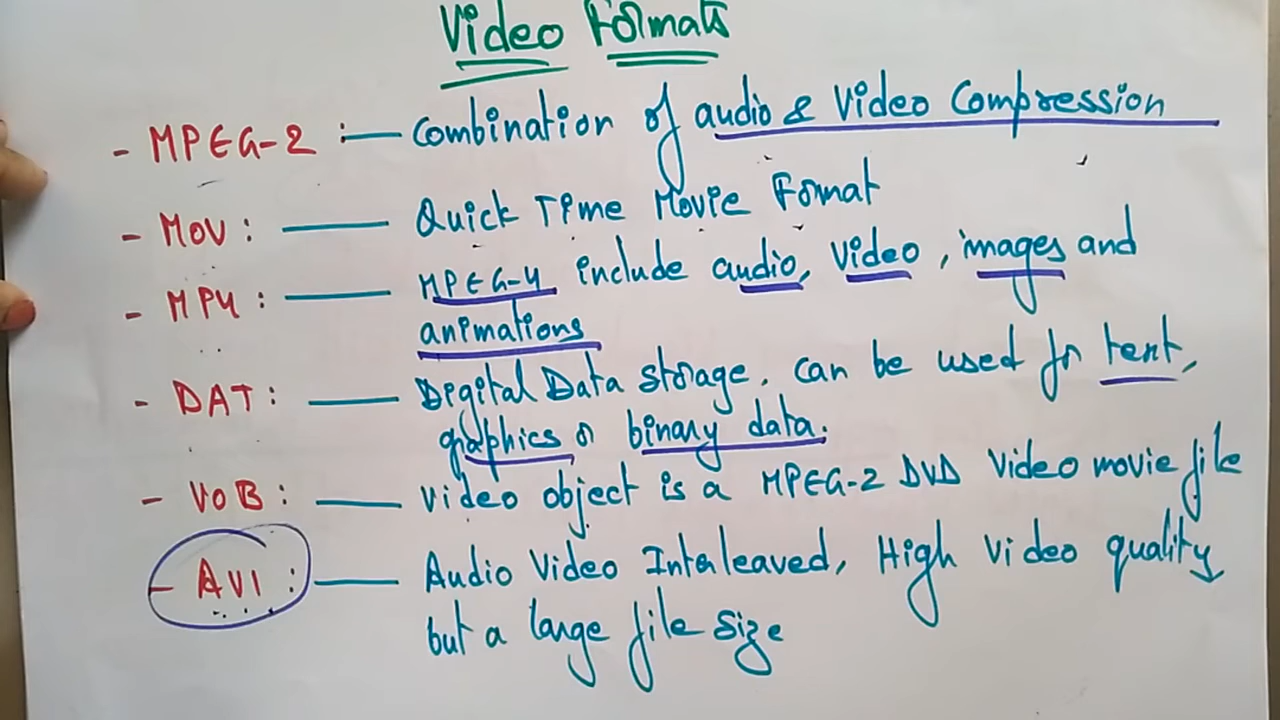 Video Formats
- MPEG-2 : — Combination of audio & Video Compression
- MOV : — Quick Time Movie Format
- MP4 : — MPEG-4 include audio, Video, images and
animations
- DAT : — Digital Data Storage. can be used for text,
graphics or binary data.
- VOB : — Video object is a MPEG-2 DVD Video movie file
- AVI : — Audio Video Interleaved, High Video quality
but a large file size